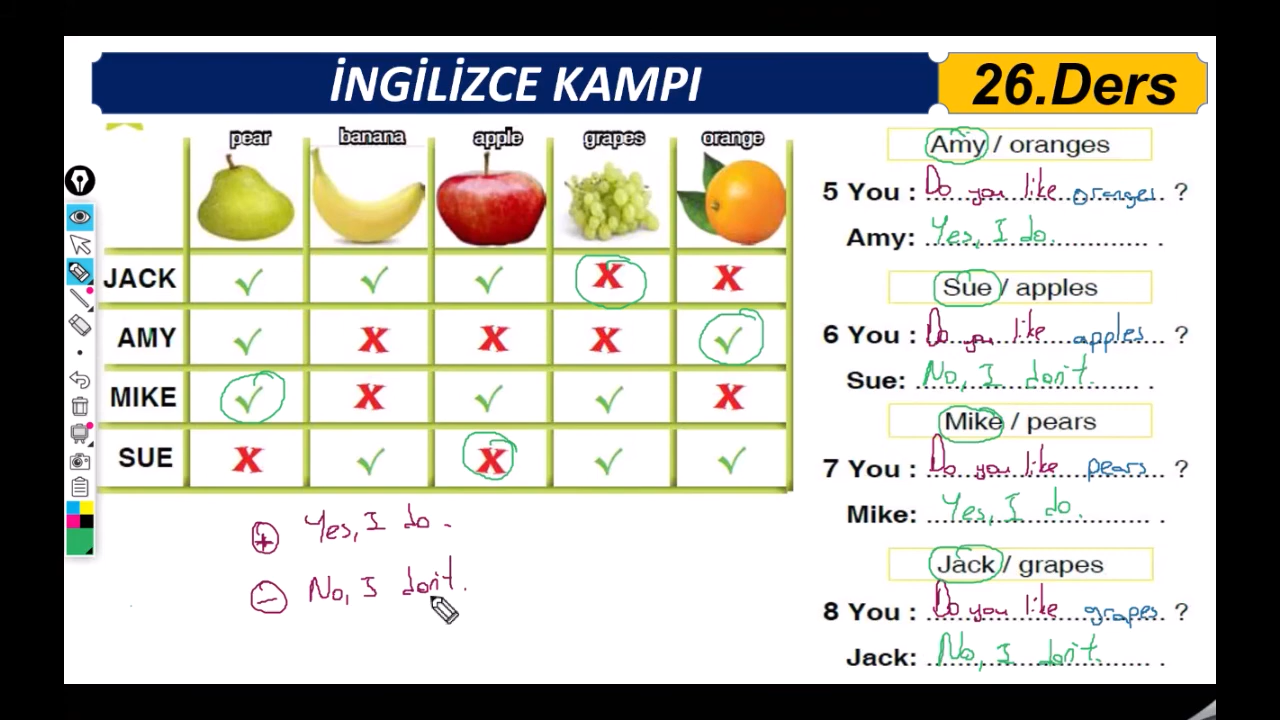 İNGİLİZCE KAMPI
26.Ders
pear banana apple grapes orange
JACK ✓ ✓ ✓ X X
AMY ✓ X X X ✓
MIKE ✓ X ✓ ✓ X
SUE X ✓ X ✓ ✓
+ Yes, I do.
- No, I don't.
Amy / oranges
5 You : Do you like oranges ?
Amy: Yes, I do.
Sue / apples
6 You : Do you like apples ?
Sue: No, I don't.
Mike / pears
7 You : Do you like pears ?
Mike: Yes, I do.
Jack / grapes
8 You : Do you like grapes ?
Jack: No, I don't.